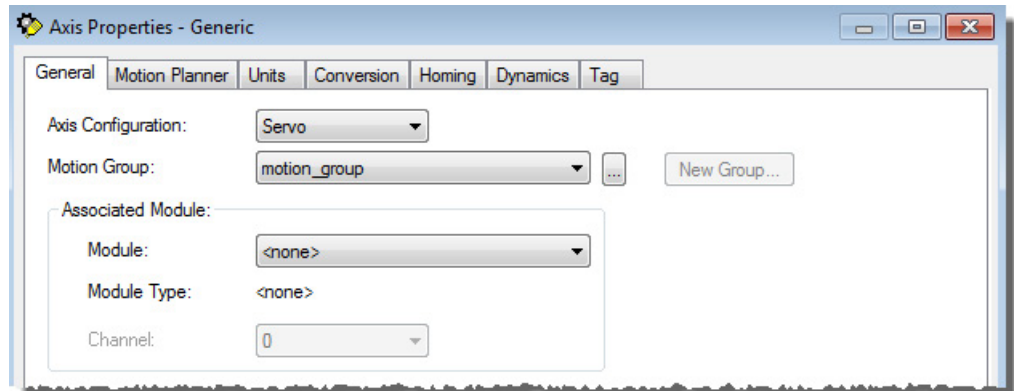 Axis Properties - Generic
General Motion Planner Units Conversion Homing Dynamics Tag
Axis Configuration: Servo
Motion Group: motion_group ... New Group...
Associated Module:
Module: <none>
Module Type: <none>
Channel: 0